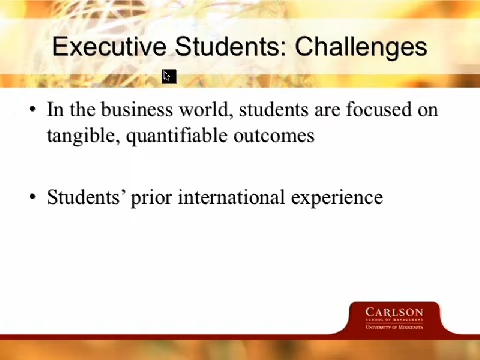 Executive Students: Challenges
• In the business world, students are focused on
tangible, quantifiable outcomes
• Students’ prior international experience
CARLSON
SCHOOL OF MANAGEMENT
UNIVERSITY OF MINNESOTA